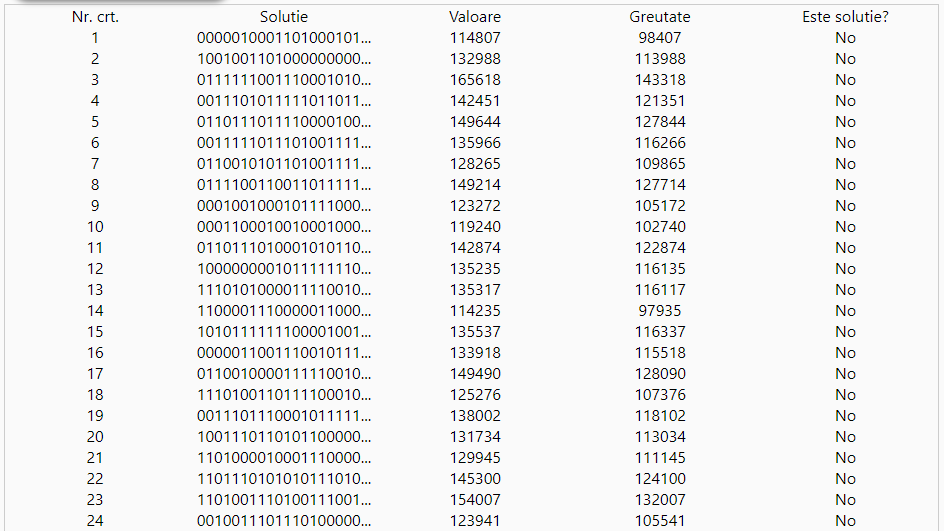 Nr. crt. Solutie Valoare Greutate Este solutie?
1 0000010001101000101... 114807 98407 No
2 1001001101000000000... 132988 113988 No
3 0111111001110001010... 165618 143318 No
4 0011101011111011011... 142451 121351 No
5 0110111011110000100... 149644 127844 No
6 0011111011101001111... 135966 116266 No
7 0110010101101001111... 128265 109865 No
8 0111100110011011111... 149214 127714 No
9 0001001000101111000... 123272 105172 No
10 0001100010010001000... 119240 102740 No
11 0110111010001010110... 142874 122874 No
12 1000000001011111110... 135235 116135 No
13 1110101000011110010... 135317 116117 No
14 1100001110000011000... 114235 97935 No
15 1010111111100001001... 135537 116337 No
16 0000011001110010111... 133918 115518 No
17 0110010000111110010... 149490 128090 No
18 1110100110111100010... 125276 107376 No
19 0011101110001011111... 138002 118102 No
20 1001110110101100000... 131734 113034 No
21 1101000010001110000... 129945 111145 No
22 1101110101010111010... 145300 124100 No
23 1101001110100111001... 154007 132007 No
24 0010011101110100000... 123941 105541 No